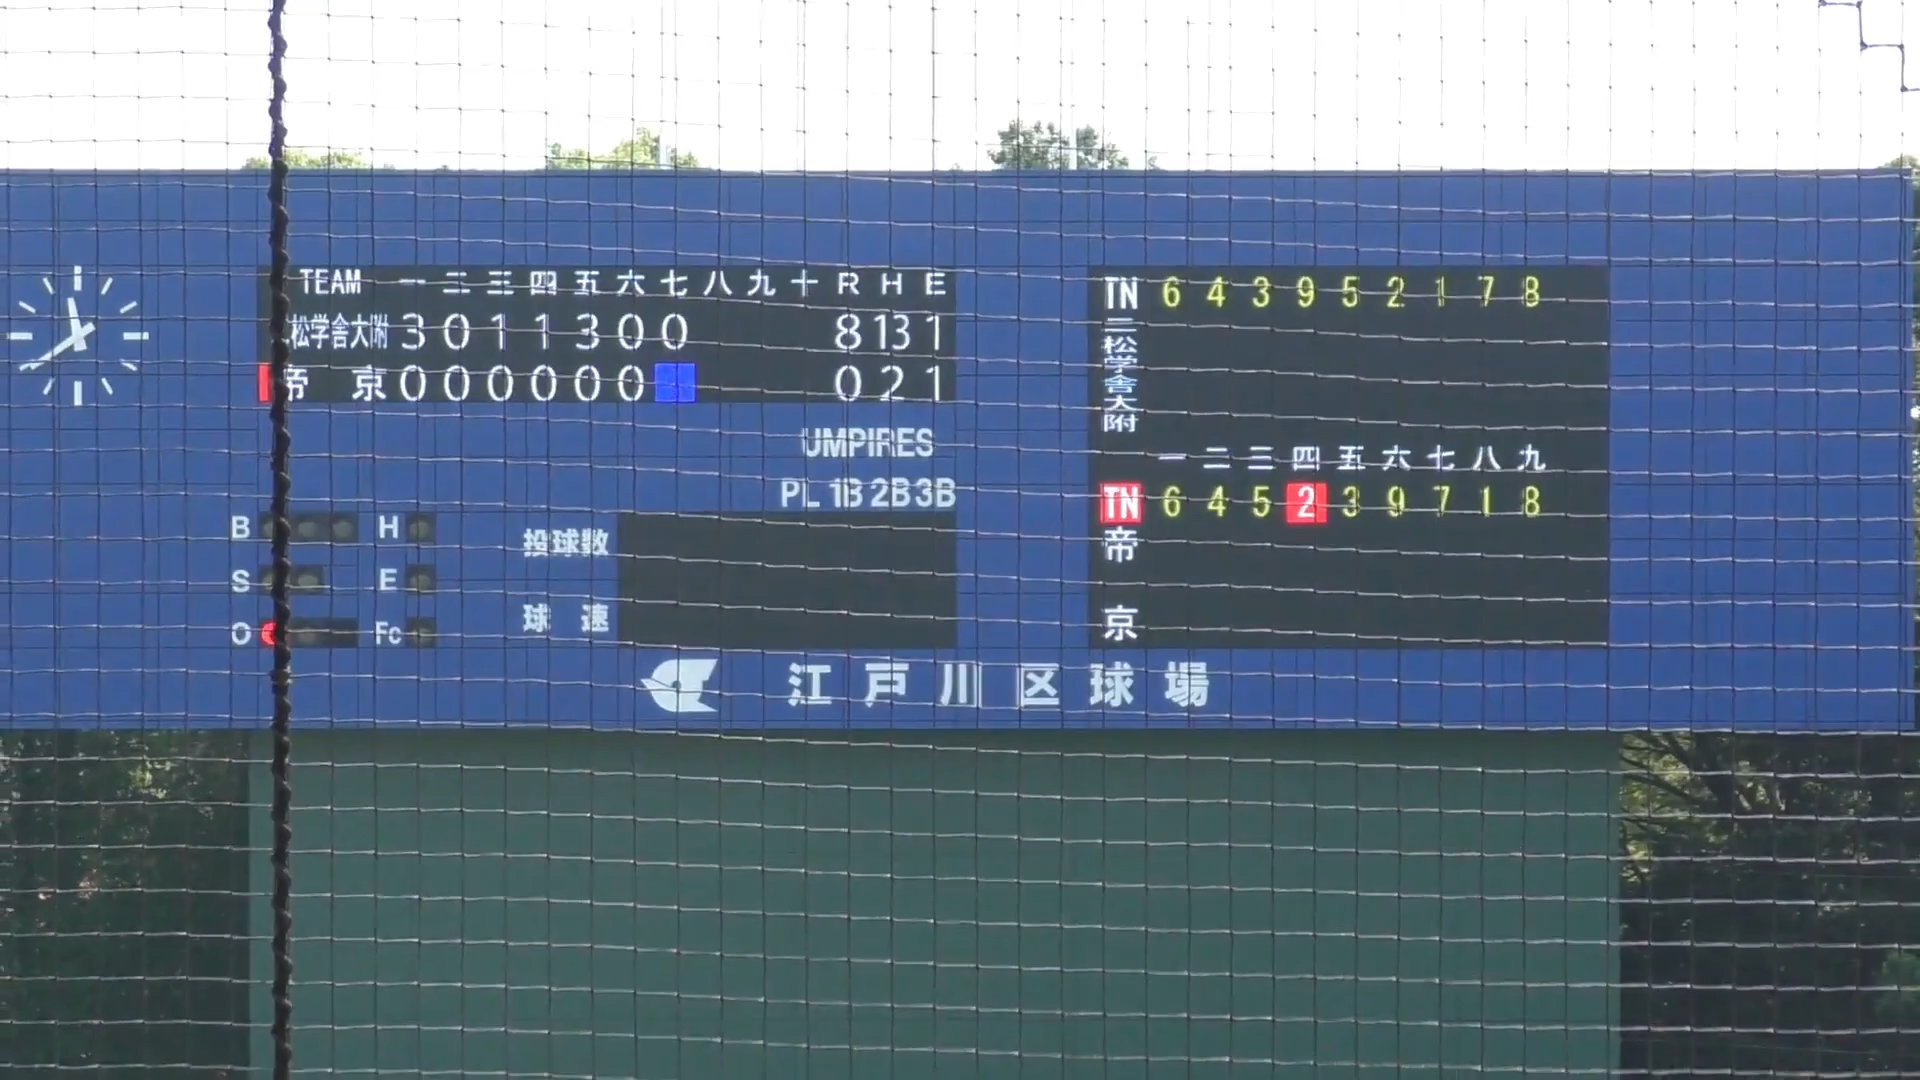 TEAM 一 二 三 四 五 六 七 八 九 十 R H E
松学舎大附 3 0 1 1 3 0 0 8 13 1
帝京 0 0 0 0 0 0 0 2 1
UMPIRES
PL 1B 2B 3B
B H
S E
O Fc
投球数
球速
TN 6 4 3 9 5 2 1 7 8
二松学舎大附
一 二 三 四 五 六 七 八 九
TN 6 4 5 2 3 9 7 1 8
帝京
江戸川区球場